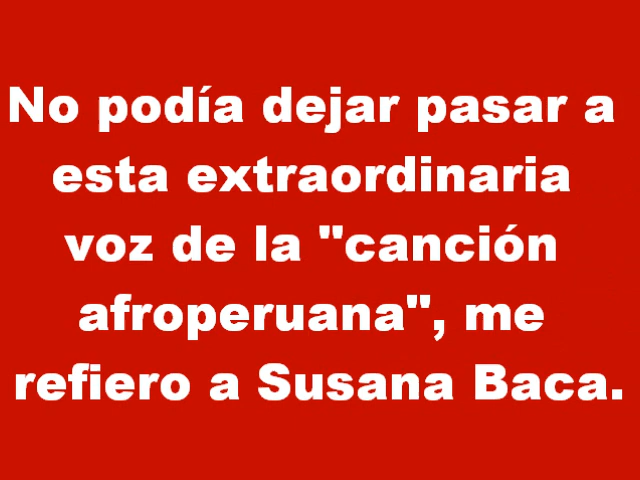 No podía dejar pasar a
esta extraordinaria
voz de la "canción
afroperuana", me
refiero a Susana Baca.